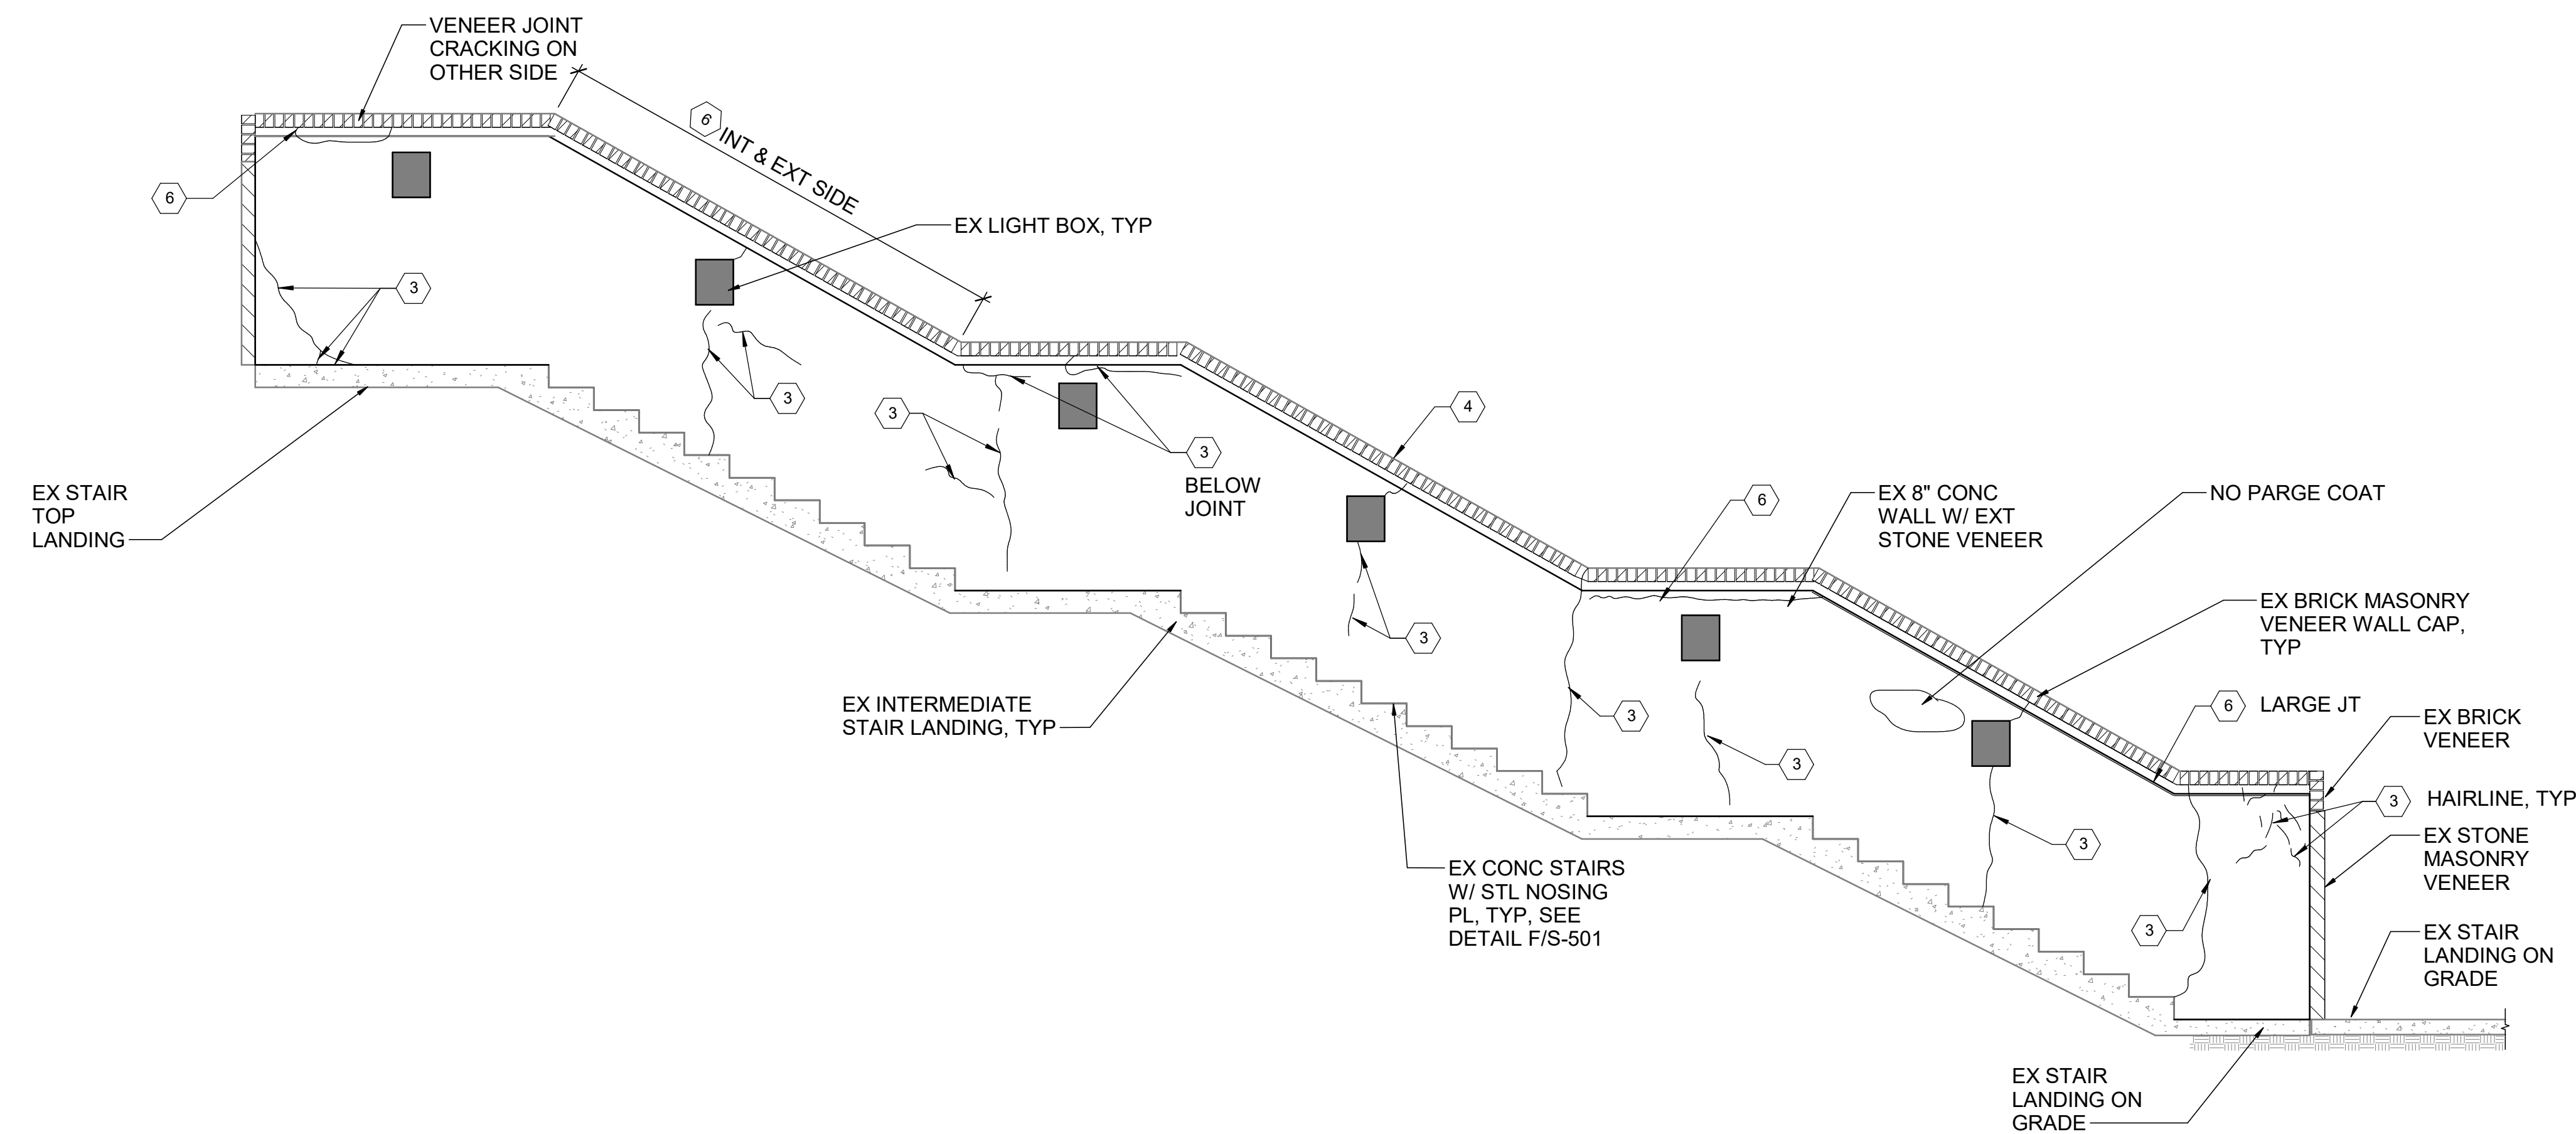 VENEER JOINT
CRACKING ON
OTHER SIDE
6
INT & EXT SIDE
6
EX LIGHT BOX, TYP
3
3
3
4
3
BELOW
JOINT
EX STAIR
TOP
LANDING
6
EX 8" CONC
WALL W/ EXT
STONE VENEER
NO PARGE COAT
EX BRICK MASONRY
VENEER WALL CAP,
TYP
3
EX INTERMEDIATE
STAIR LANDING, TYP
3
3
6
LARGE JT
EX BRICK
VENEER
3
HAIRLINE, TYP
3
EX STONE
MASONRY
VENEER
EX CONC STAIRS
W/ STL NOSING
PL, TYP, SEE
DETAIL F/S-501
3
EX STAIR
LANDING ON
GRADE
EX STAIR
LANDING ON
GRADE